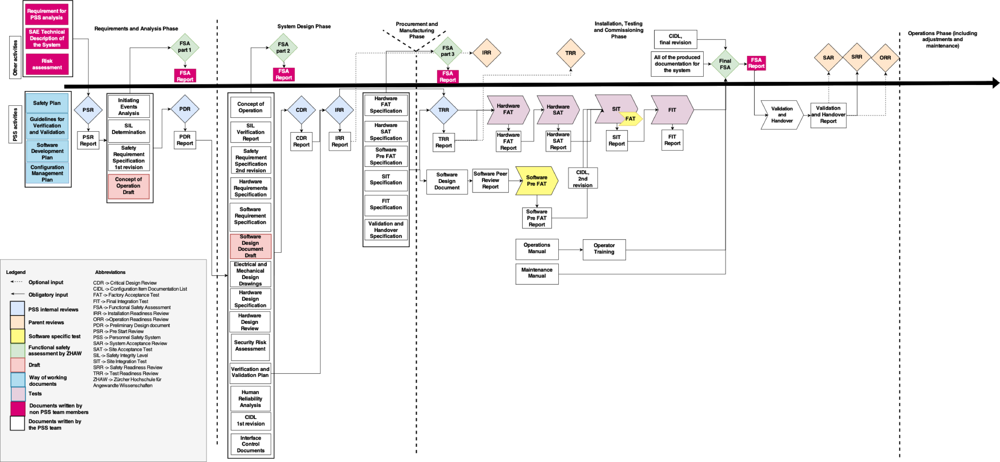 Requirement for
PSS analysis
SAE Technical
Description of
the System
Risk
assessment
Other activities
Requirements and Analysis Phase
FSA
part 1
FSA
Report
System Design Phase
FSA
part 2
FSA
Report
Procurement and
Manufacturing
Phase
FSA
part 3
FSA
Report
IRR
TRR
Installation, Testing
and Commissioning
Phase
CIDL,
final revision
All of the produced
documentation for
the system
Final
FSA
FSA
Report
SAR
SRR
ORR
Operations Phase (including
adjustments and
maintenance)
PSS activities
Safety Plan
Guidelines for
Verification
and Validation
Software
Development
Plan
Configuration
Management
Plan
PSR
PSR
Report
Initiating
Events
Analysis
SIL
Determination
Safety
Requirement
Specification
1st revision
Concept of
Operation
Draft
PDR
PDR
Report
Concept of
Operation
SIL
Verification
Report
Safety
Requirement
Specification
2nd revision
Hardware
Requirements
Specification
Software
Requirement
Specification
Software
Design
Document
Draft
Electrical and
Mechanical
Design
Drawings
Hardware
Design
Specification
Hardware
Design
Review
Security Risk
Assessment
Verification and
Validation Plan
Human
Reliability
Analysis
CIDL
1st revision
Interface
Control
Documents
CDR
CDR
Report
IRR
IRR
Report
Hardware
FAT
Specification
Hardware
SAT
Specification
Software
Pre FAT
Specification
SIT
Specification
FIT
Specification
Validation and
Handover
Specification
TRR
TRR
Report
Hardware
FAT
Hardware
FAT
Report
Hardware
SAT
Hardware
SAT
Report
SIT
FAT
SIT
Report
FIT
FIT
Report
Software
Design
Document
Software Peer
Review
Report
Software
Pre FAT
Software
Pre FAT
Report
CIDL,
2nd
revision
Operations
Manual
Operator
Training
Maintenance
Manual
Validation
and
Handover
Validation
and Handover
Report
Ledgend
Optional input
Obligatory input
PSS internal reviews
Parent reviews
Software specific test
Functional safety
assessment by ZHAW
Draft
Way of working
documents
Tests
Documents written by
non PSS team members
Documents written by
the PSS team
Abbreviations
CDR -> Critical Design Review
CIDL -> Configuration Item Documentation List
FAT -> Factory Acceptance Test
FIT -> Final Integration Test
FSA -> Functional Safety Assessment
IRR -> Installation Readiness Review
ORR ->Operation Readiness Review
PDR -> Preliminary Design document
PSR -> Pre Start Review
PSS -> Personnel Safety System
SAR -> System Acceptance Review
SAT -> Site Acceptance Test
SIL -> Safety Integrity Level
SIT -> Site Integration Test
SRR -> Safety Readiness Review
TRR -> Test Readiness Review
ZHAW -> Zürcher Hochschule für
Angewandte Wissenschaften